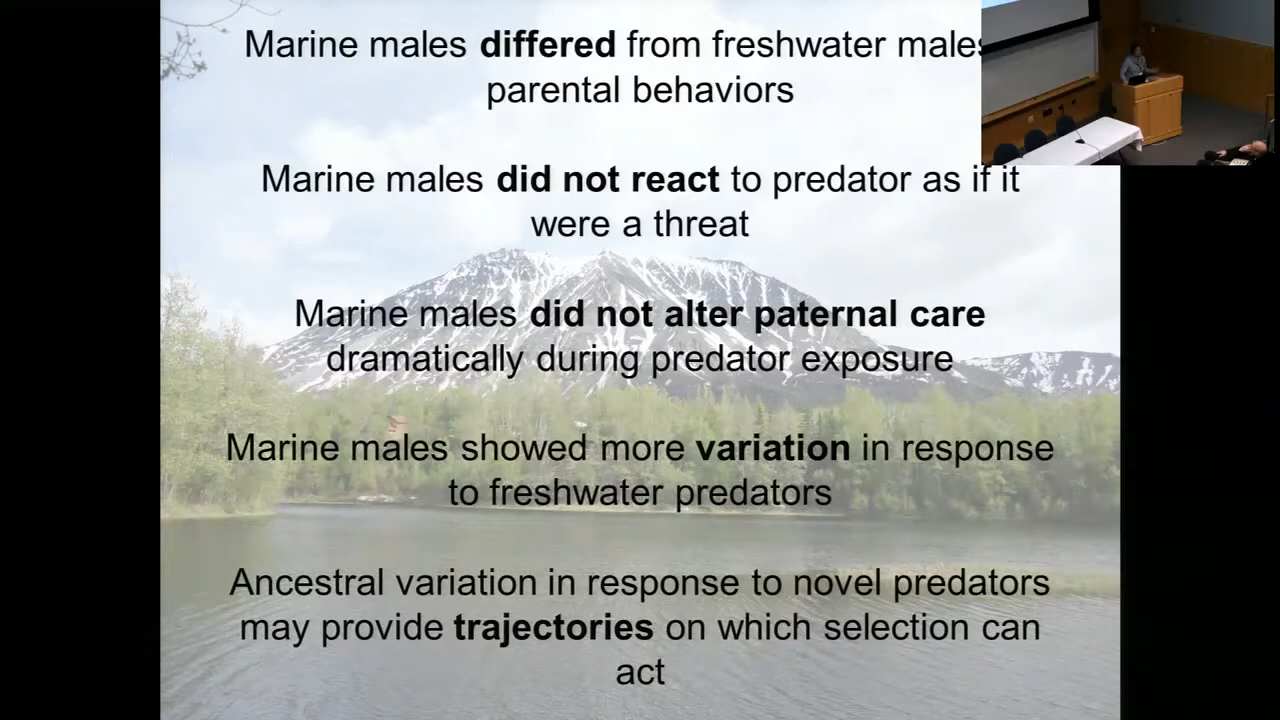 Marine males differed from freshwater males
parental behaviors
Marine males did not react to predator as if it
were a threat
Marine males did not alter paternal care
dramatically during predator exposure
Marine males showed more variation in response
to freshwater predators
Ancestral variation in response to novel predators
may provide trajectories on which selection can
act